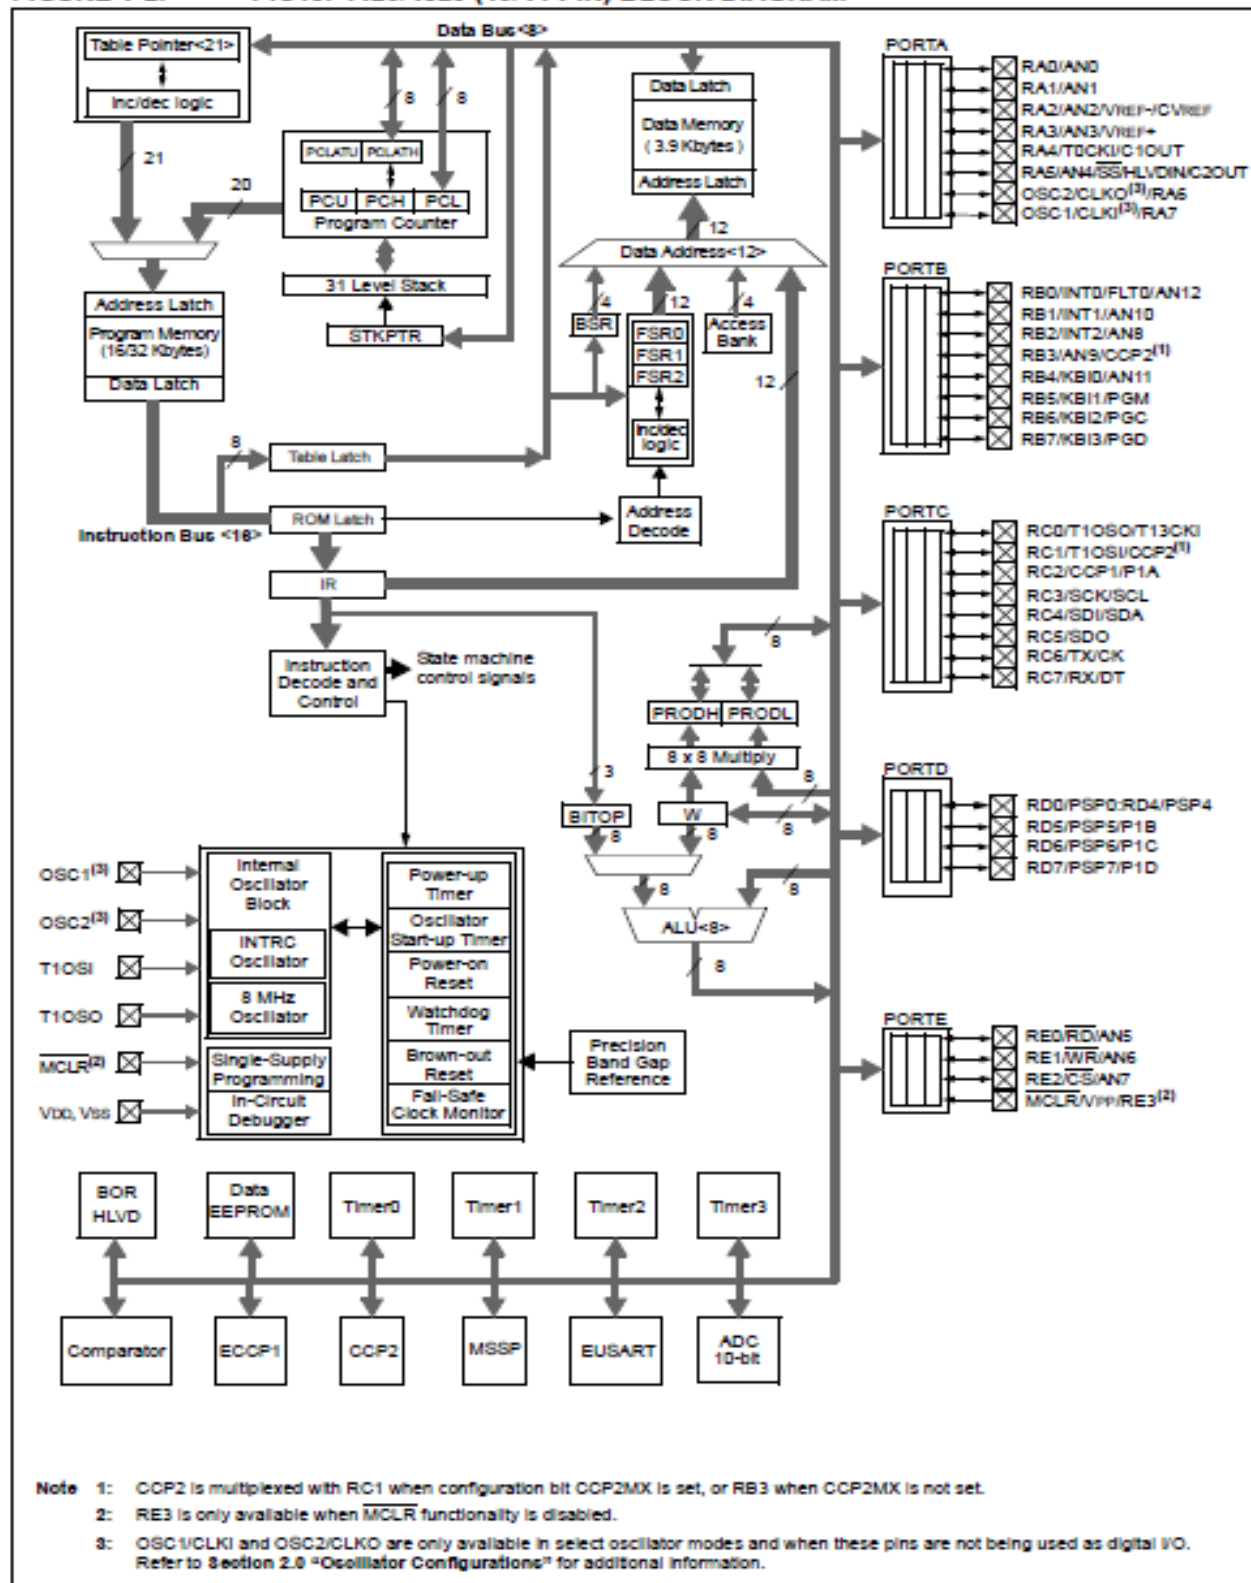 Data Bus<8>
Table Pointer<21>
inc/dec logic
21
8
8
PCLATU PCLATH
PCU PCH PCL
Program Counter
20
31 Level Stack
STKPTR
Data Latch
Data Memory
( 3.9 Kbytes )
Address Latch
12
Data Address<12>
4
12
4
BSR
FSR0
FSR1
FSR2
Access
Bank
inc/dec
logic
12
Address
Decode
Address Latch
Program Memory
(16/32 Kbytes)
Data Latch
8
Table Latch
ROM Latch
Instruction Bus <16>
IR
Instruction
Decode and
Control
State machine
control signals
8
PRODH PRODL
8 x 8 Multiply
3
8
BITOP
W
8
8
8
8
8
ALU<8>
8
OSC1(3)
OSC2(3)
T1OSI
T1OSO
MCLR(2)
VDD, VSS
Internal
Oscillator
Block
INTRC
Oscillator
8 MHz
Oscillator
Single-Supply
Programming
In-Circuit
Debugger
Power-up
Timer
Oscillator
Start-up Timer
Power-on
Reset
Watchdog
Timer
Brown-out
Reset
Fail-Safe
Clock Monitor
Precision
Band Gap
Reference
BOR
HLVD
Data
EEPROM
Timer0
Timer1
Timer2
Timer3
Comparator
ECCP1
CCP2
MSSP
EUSART
ADC
10-bit
PORTA
RA0/AN0
RA1/AN1
RA2/AN2/VREF-/CVREF
RA3/AN3/VREF+
RA4/T0CKI/C1OUT
RA5/AN4/SS/HLVDIN/C2OUT
OSC2/CLKO(3)/RA6
OSC1/CLKI(3)/RA7
PORTB
RB0/INT0/FLT0/AN12
RB1/INT1/AN10
RB2/INT2/AN8
RB3/AN9/CCP2(1)
RB4/KBI0/AN11
RB5/KBI1/PGM
RB6/KBI2/PGC
RB7/KBI3/PGD
PORTC
RC0/T1OSO/T13CKI
RC1/T1OSI/CCP2(1)
RC2/CCP1/P1A
RC3/SCK/SCL
RC4/SDI/SDA
RC5/SDO
RC6/TX/CK
RC7/RX/DT
PORTD
RD0/PSP0:RD4/PSP4
RD5/PSP5/P1B
RD6/PSP6/P1C
RD7/PSP7/P1D
PORTE
RE0/RD/AN5
RE1/WR/AN6
RE2/CS/AN7
MCLR/VPP/RE3(2)
Note 1: CCP2 is multiplexed with RC1 when configuration bit CCP2MX is set, or RB3 when CCP2MX is not set.
2: RE3 is only available when MCLR functionality is disabled.
3: OSC1/CLKI and OSC2/CLKO are only available in select oscillator modes and when these pins are not being used as digital I/O.
Refer to Section 2.0 "Oscillator Configurations" for additional information.